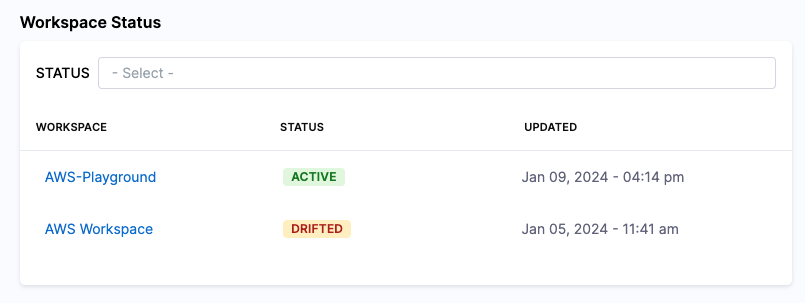 Workspace Status
STATUS - Select -
WORKSPACE STATUS UPDATED
AWS-Playground ACTIVE Jan 09, 2024 - 04:14 pm
AWS Workspace DRIFTED Jan 05, 2024 - 11:41 am